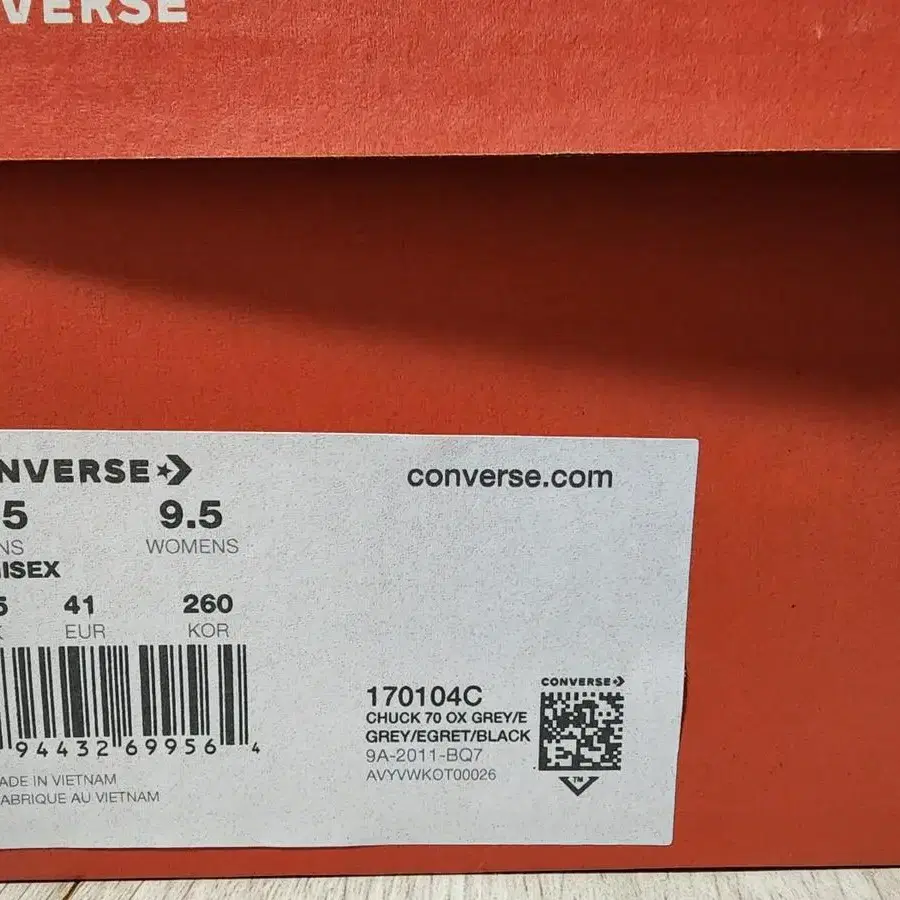 VERSE
NVERSE
converse.com
5 9.5
NS WOMENS
ISEX
5 41 260
K EUR KOR
94432 69956 4
ADE IN VIETNAM
ABRIQUE AU VIETNAM
CONVERSE
170104C
CHUCK 70 OX GREY/E
GREY/EGRET/BLACK
9A-2011-BQ7
AVYVWKOT00026
TM